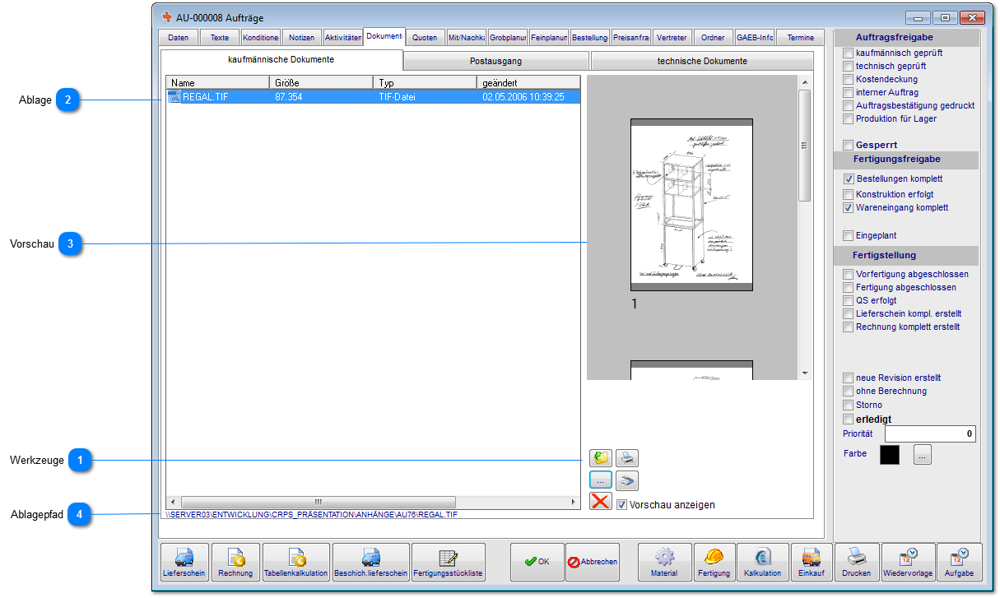 AU-000008 Aufträge
Daten Texte Konditione Notizen Aktivitäten Dokument Quoten Mit/Nachka Grobplanur Feinplanun Bestellung Preisanfra Vertreter Ordner GAEB-Info Termine
kaufmännische Dokumente Postausgang technische Dokumente
Name Größe Typ geändert
REGAL.TIF 87.354 TIF-Datei 02.05.2006 10:39:25
Ablage 2
Vorschau 3
Werkzeuge 1
Ablagepfad 4
1
...
Vorschau anzeigen
\\SERVER03\ENTWICKLUNG\CRPS_PRÄSENTATION\ANHÄNGE\AU76\REGAL.TIF
Auftragsfreigabe
kaufmännisch geprüft
technisch geprüft
Kostendeckung
interner Auftrag
Auftragsbestätigung gedruckt
Produktion für Lager
Gesperrt
Fertigungsfreigabe
Bestellungen komplett
Konstruktion erfolgt
Wareneingang komplett
Eingeplant
Fertigstellung
Vorfertigung abgeschlossen
Fertigung abgeschlossen
QS erfolgt
Lieferschein kompl. erstellt
Rechnung komplett erstellt
neue Revision erstellt
ohne Berechnung
Storno
erledigt
Priorität 0
Farbe ...
Lieferschein Rechnung Tabellenkalkulation Beschich.lieferschein Fertigungsstückliste OK Abbrechen Material Fertigung Kalkulation Einkauf Drucken Wiedervorlage Aufgabe